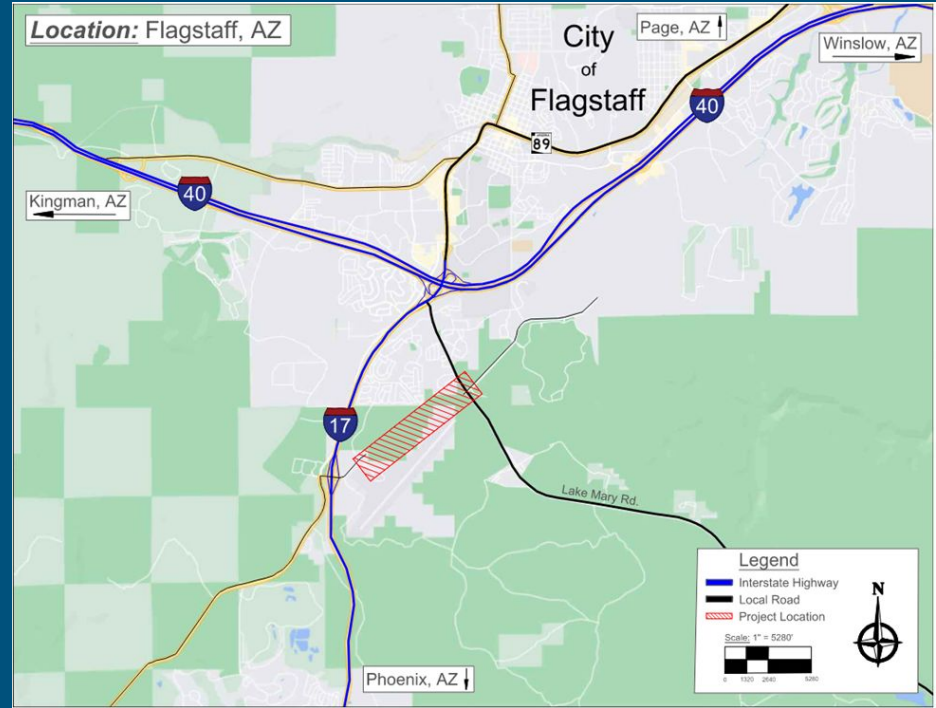 Location: Flagstaff, AZ
City
of
Flagstaff
Page, AZ
Winslow, AZ
40
89
40
Kingman, AZ
17
Lake Mary Rd.
Legend
Interstate Highway
Local Road
Project Location
Scale: 1" = 5280'
0 1320 2640 5280
N
Phoenix, AZ